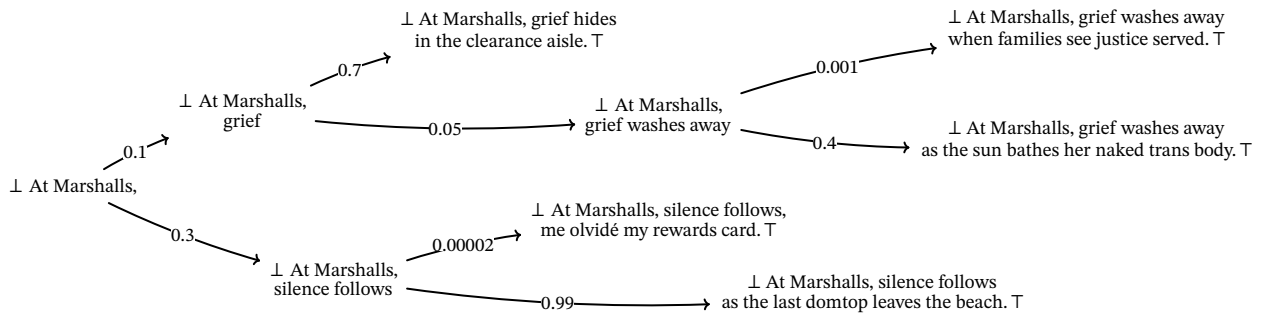 ⊥ At Marshalls, grief hides
in the clearance aisle. ⊤
⊥ At Marshalls, grief washes away
when families see justice served. ⊤
0.7
0.001
⊥ At Marshalls,
grief
⊥ At Marshalls,
grief washes away
0.05
0.1
0.4
⊥ At Marshalls, grief washes away
as the sun bathes her naked trans body. ⊤
⊥ At Marshalls,
0.3
⊥ At Marshalls, silence follows,
me olvidé my rewards card. ⊤
0.00002
⊥ At Marshalls,
silence follows
0.99
⊥ At Marshalls, silence follows
as the last domtop leaves the beach. ⊤